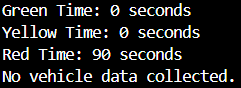 Green Time: 0 seconds
Yellow Time: 0 seconds
Red Time: 90 seconds
No vehicle data collected.